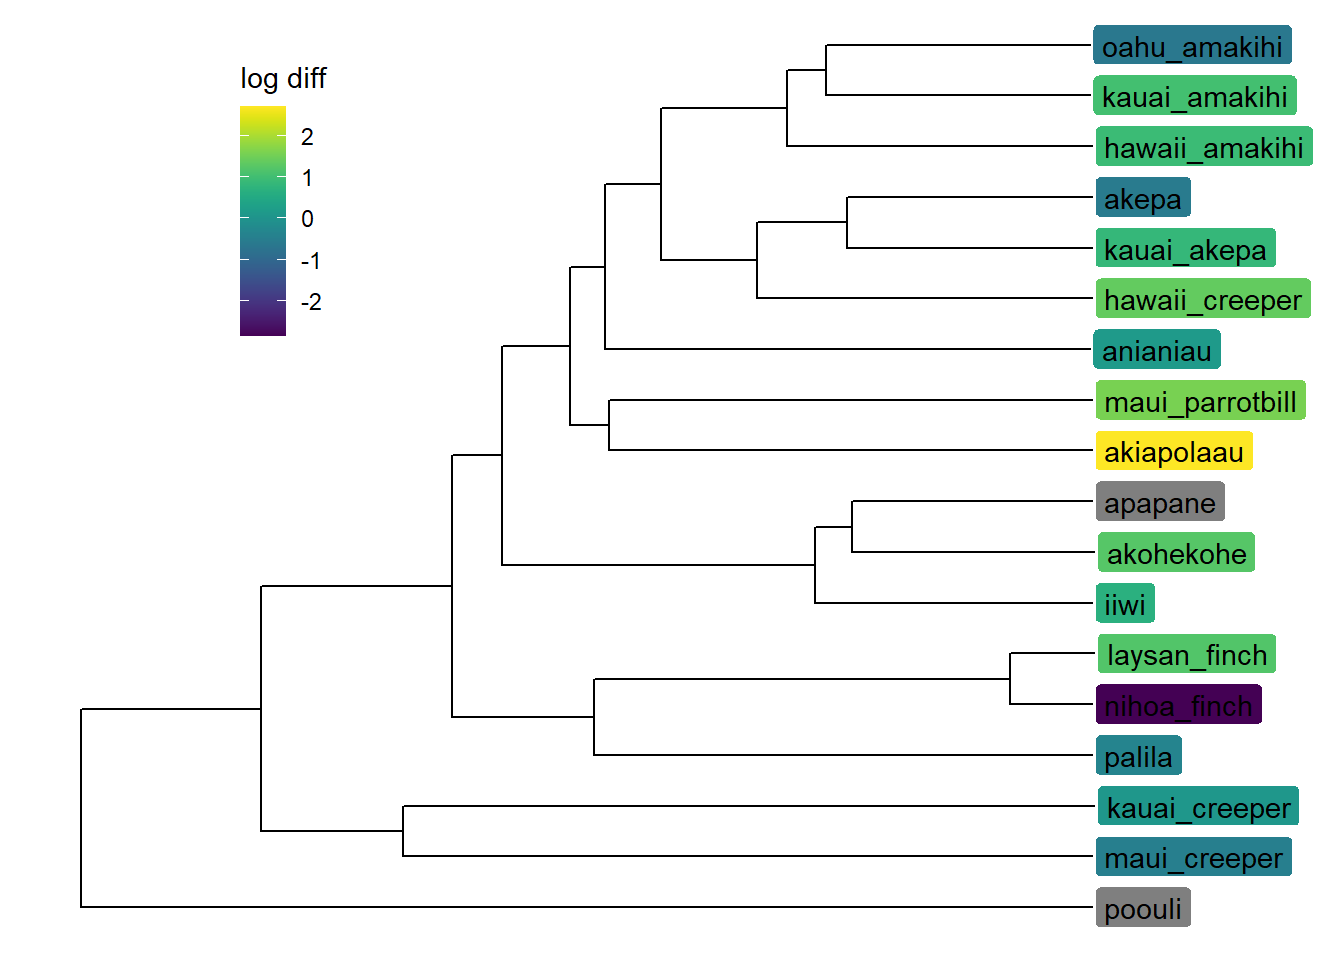 log diff
2
1
0
-1
-2
oahu_amakihi
kauai_amakihi
hawaii_amakihi
akepa
kauai_akepa
hawaii_creeper
anianiau
maui_parrotbill
akiapolaau
apapane
akohekohe
iiwi
laysan_finch
nihoa_finch
palila
kauai_creeper
maui_creeper
poouli